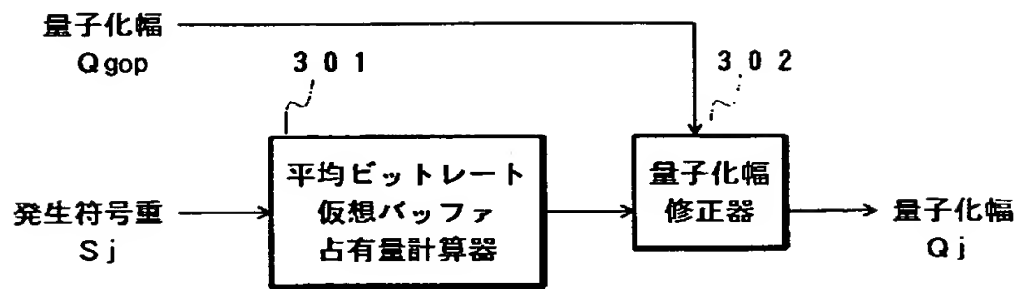 量子化幅
Qgop
301
302
平均ビットレート
仮想バッファ
占有量計算器
量子化幅
修正器
発生符号重
Sj
量子化幅
Qj